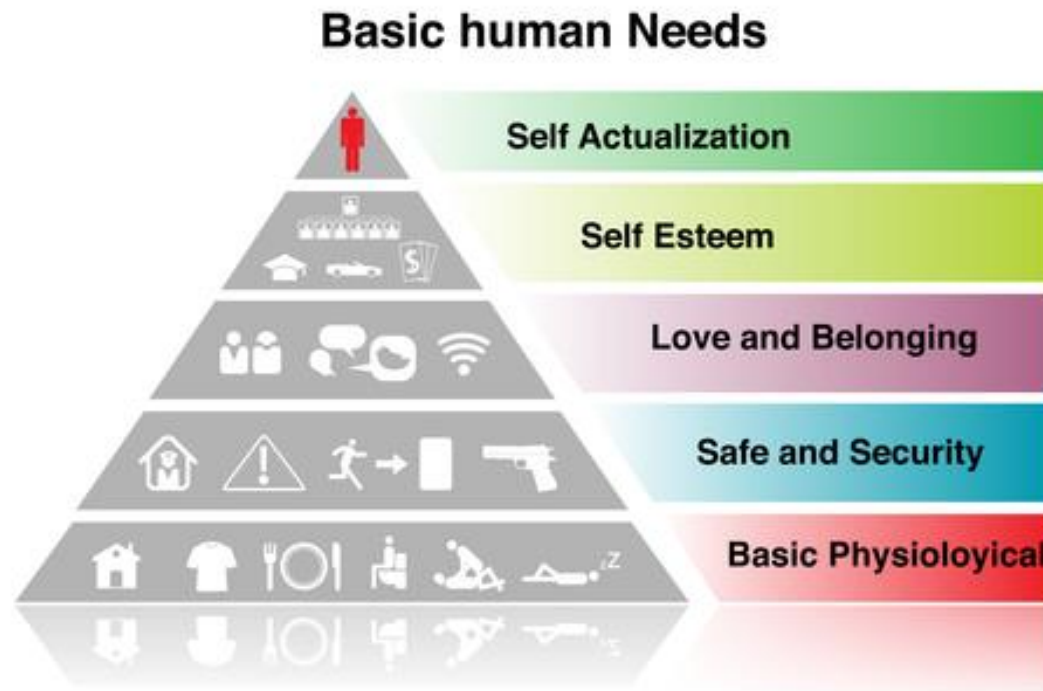 Basic human Needs
Self Actualization
Self Esteem
$
Love and Belonging
Safe and Security
Basic Physioloyical
Z